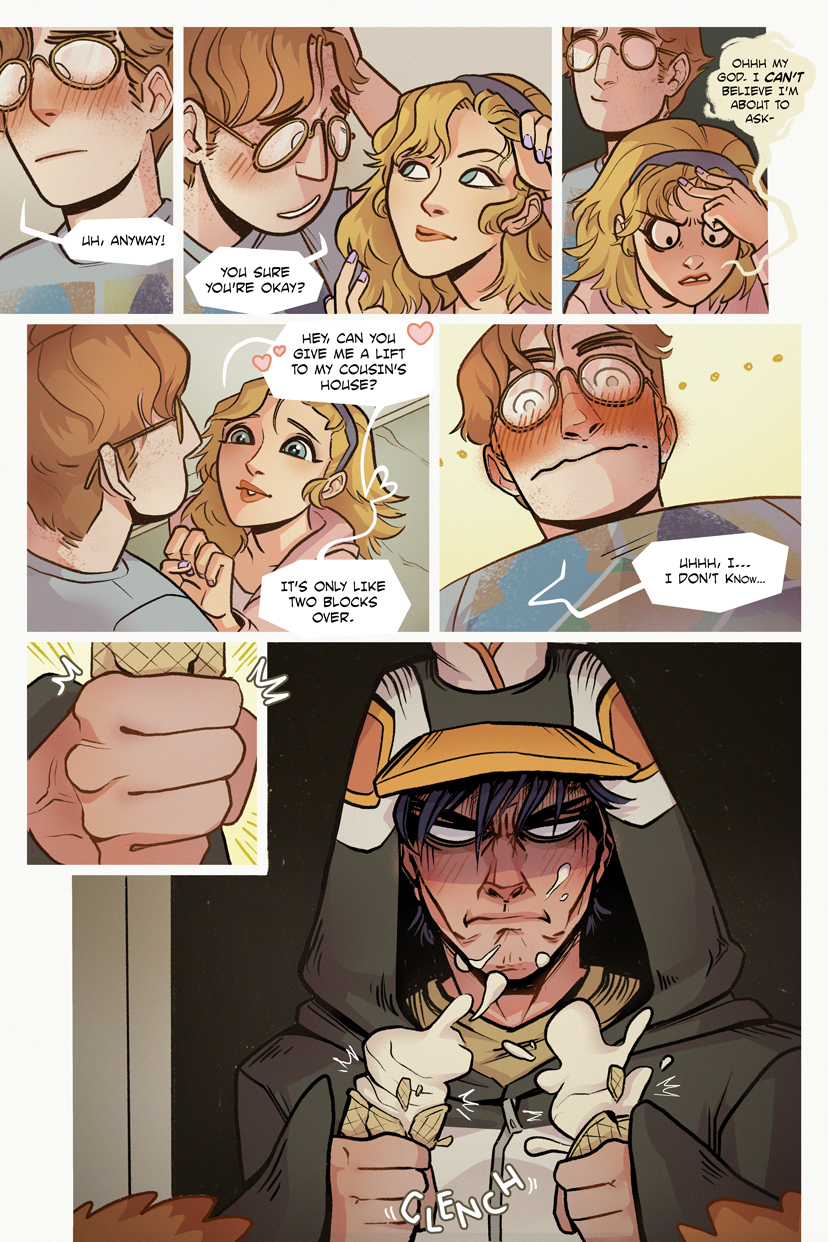 UH, ANYWAY!
YOU SURE
YOU'RE OKAY?
OHHH MY
GOD. I CAN'T
BELIEVE I'M
ABOUT TO
ASK-
HEY, CAN YOU
GIVE ME A LIFT
TO MY COUSIN'S
HOUSE?
IT'S ONLY LIKE
TWO BLOCKS
OVER.
UHHH, I---
I DON'T KNOW...
CLENCH